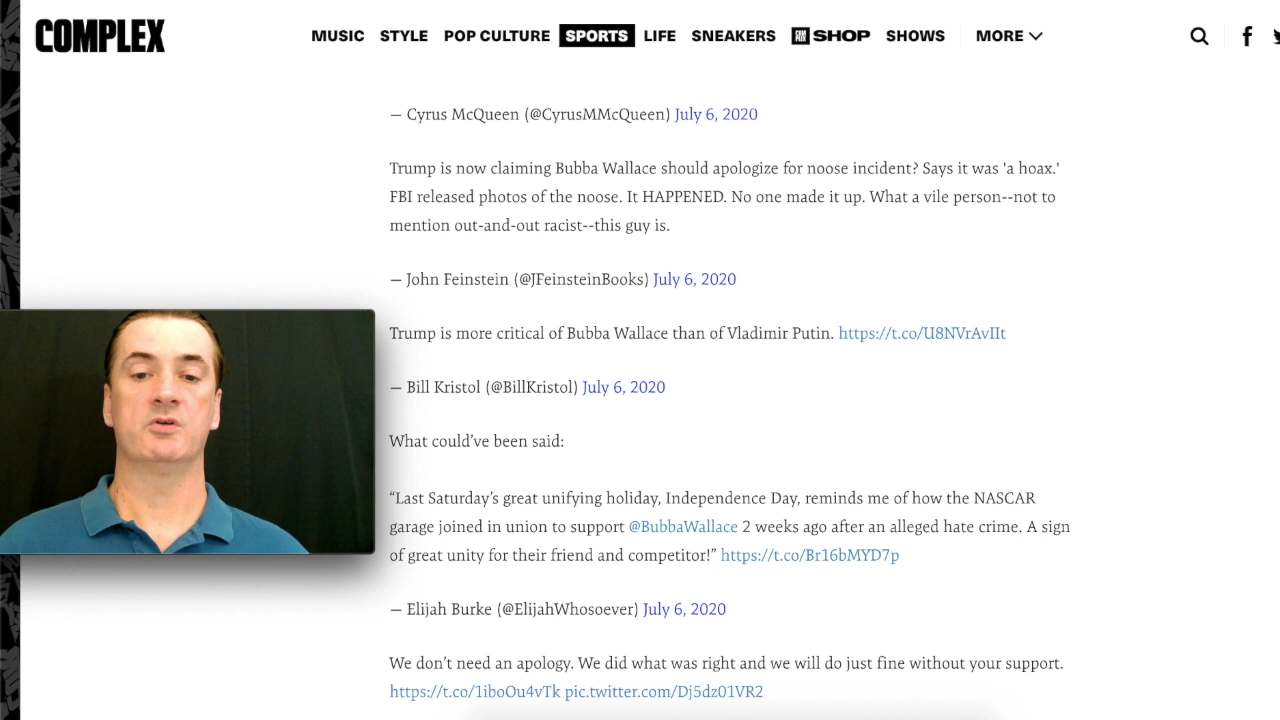 COMPLEX
MUSIC STYLE POP CULTURE SPORTS LIFE SNEAKERS COMPLEX SHOP SHOWS MORE
— Cyrus McQueen (@CyrusMMcQueen) July 6, 2020
Trump is now claiming Bubba Wallace should apologize for noose incident? Says it was 'a hoax.'
FBI released photos of the noose. It HAPPENED. No one made it up. What a vile person--not to
mention out-and-out racist--this guy is.
— John Feinstein (@JFeinsteinBooks) July 6, 2020
Trump is more critical of Bubba Wallace than of Vladimir Putin. https://t.co/U8NVrAvIIt
— Bill Kristol (@BillKristol) July 6, 2020
What could’ve been said:
“Last Saturday’s great unifying holiday, Independence Day, reminds me of how the NASCAR
garage joined in union to support @BubbaWallace 2 weeks ago after an alleged hate crime. A sign
of great unity for their friend and competitor!” https://t.co/Br16bMYD7p
— Elijah Burke (@ElijahWhosoever) July 6, 2020
We don’t need an apology. We did what was right and we will do just fine without your support.
https://t.co/1iboOu4vTk pic.twitter.com/Dj5dz01VR2